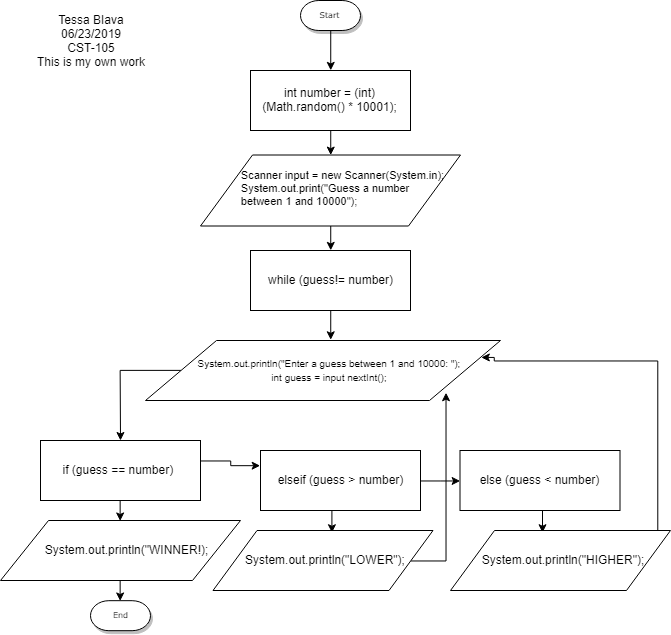 Tessa Blava
06/23/2019
CST-105
This is my own work
Start
int number = (int)
(Math.random() * 10001);
Scanner input = new Scanner(System.in);
System.out.print("Guess a number
between 1 and 10000");
while (guess!= number)
System.out.println("Enter a guess between 1 and 10000: ");
int guess = input nextInt();
if (guess == number)
elseif (guess > number)
else (guess < number)
System.out.println("WINNER!);
System.out.println("LOWER");
System.out.println("HIGHER");
End